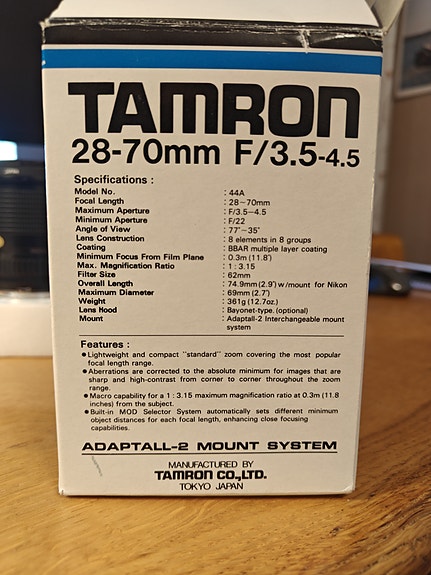 TAMRON
28-70mm F/3.5-4.5
Specifications :
Model No. : 44A
Focal Length : 28~70mm
Maximum Aperture : F/3.5-4.5
Minimum Aperture : F/22
Angle of View : 77°-35°
Lens Construction : 8 elements in 8 groups
Coating : BBAR multiple layer coating
Minimum Focus From Film Plane : 0.3m (11.8")
Max. Magnification Ratio : 1 : 3.15
Filter Size : 62mm
Overall Length : 74.9mm (2.9") w/mount for Nikon
Maximum Diameter : 69mm (2.7")
Weight : 361g (12.7oz.)
Lens Hood : Bayonet-type. (optional)
Mount : Adaptall-2 Interchangeable mount
system
Features :
● Lightweight and compact "standard" zoom covering the most popular
focal length range.
● Aberrations are corrected to the absolute minimum for images that are
sharp and high-contrast from corner to corner throughout the zoom
range.
● Macro capability for a 1 : 3.15 maximum magnification ratio at 0.3m (11.8
inches) from the subject.
● Built-in MOD Selector System automatically sets different minimum
object distances for each focal length, enhancing close focusing
capabilities.
ADAPTALL-2 MOUNT SYSTEM
MANUFACTURED BY
TAMRON CO.,LTD.
TOKYO JAPAN